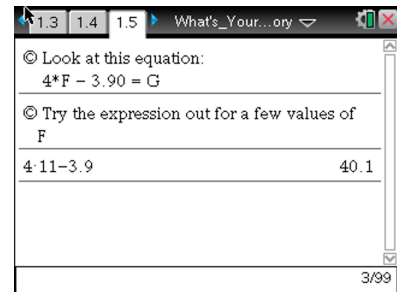 1.3 1.4 1.5 What's_Your...ory
© Look at this equation:
4*F − 3.90 = G
© Try the expression out for a few values of
F
4·11−3.9 40.1
3/99